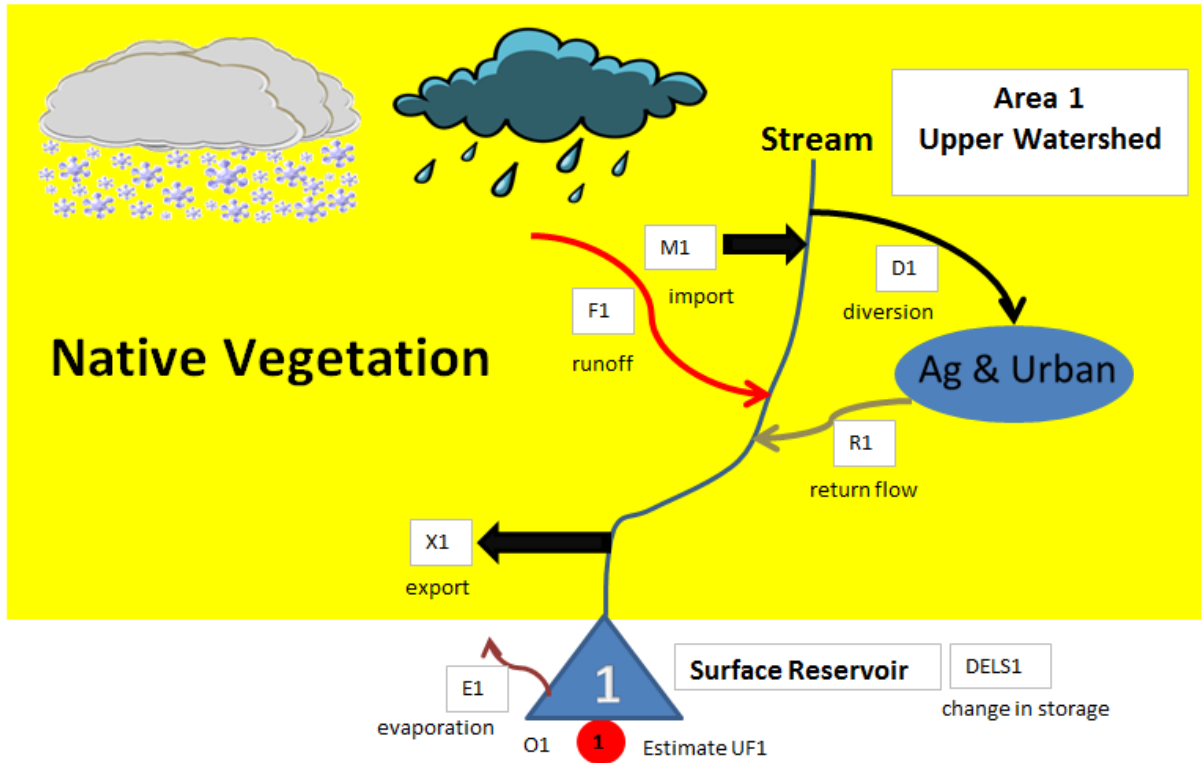 Area 1
Upper Watershed
Stream
M1
import
D1
diversion
F1
runoff
Native Vegetation
Ag & Urban
R1
return flow
X1
export
1
Surface Reservoir
DELS1
change in storage
E1
evaporation
O1
1
Estimate UF1